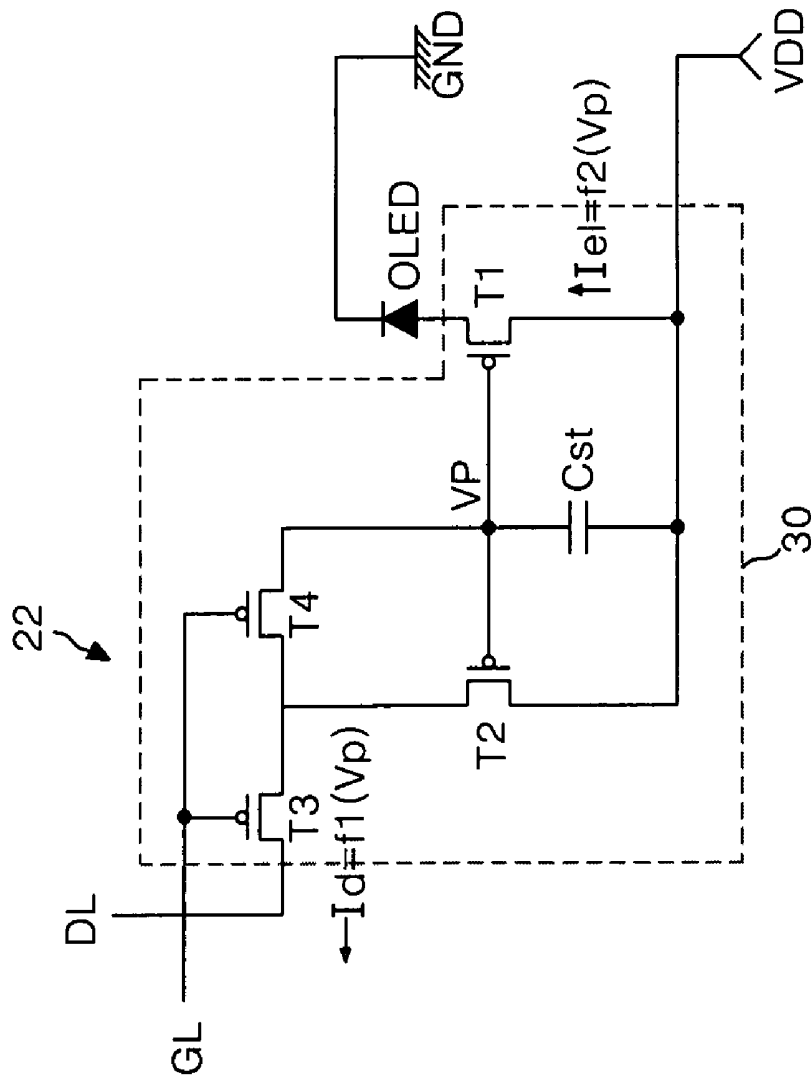 22
DL
GL
T3
T4
Id=f1(Vp)
T2
VP
Cst
T1
OLED
Iel=f2(Vp)
GND
VDD
30